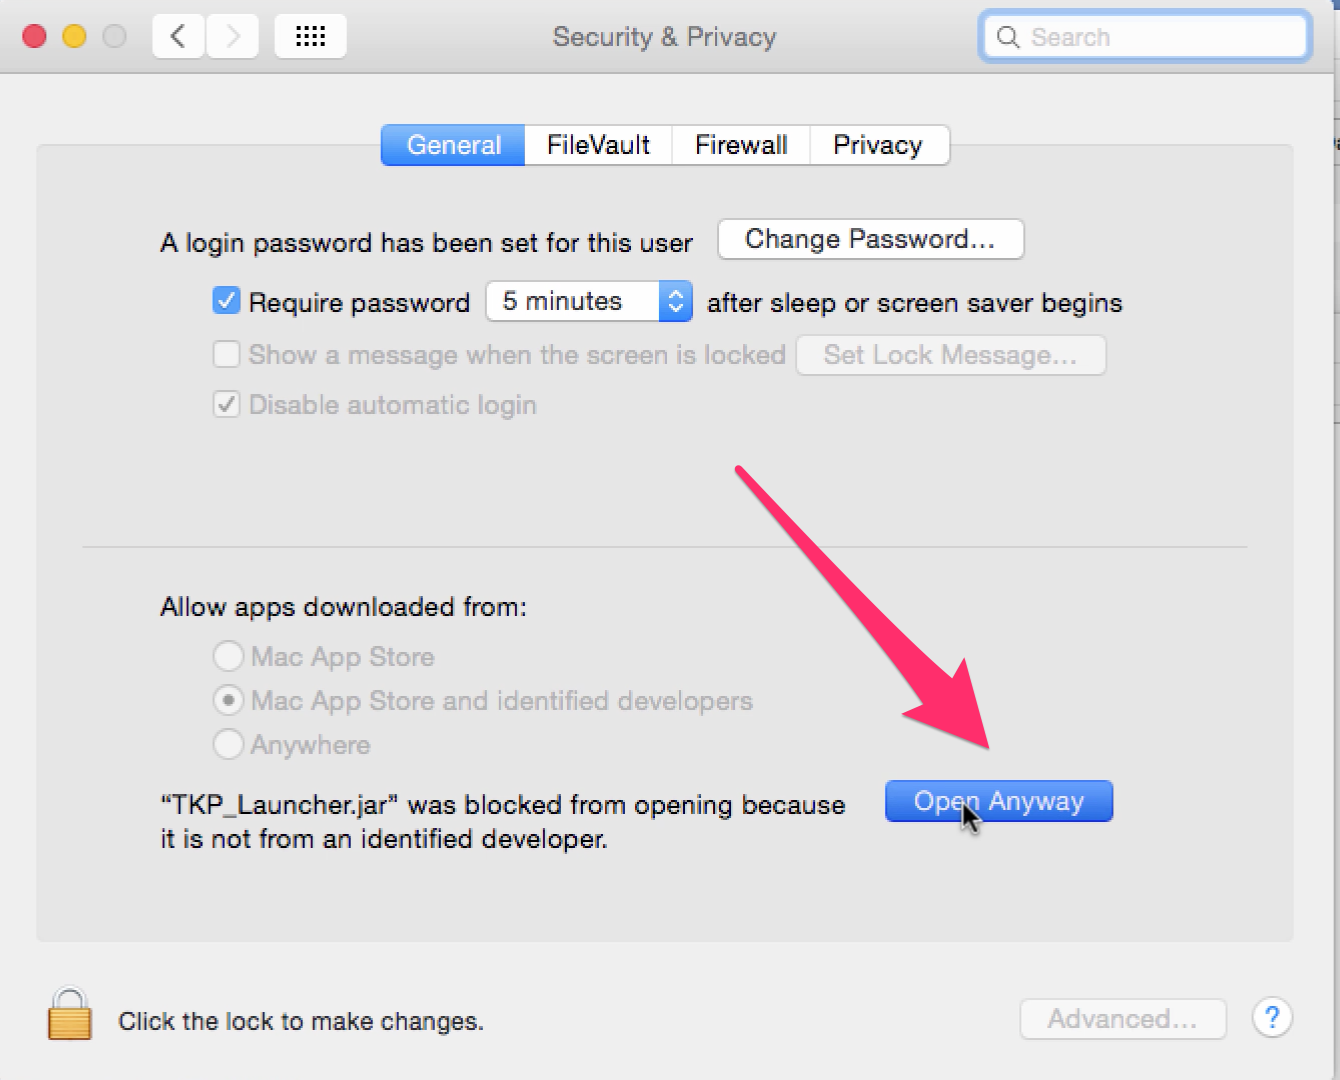 Security & Privacy
Search
General
FileVault
Firewall
Privacy
A login password has been set for this user
Change Password...
Require password
5 minutes
after sleep or screen saver begins
Show a message when the screen is locked
Set Lock Message...
Disable automatic login
Allow apps downloaded from:
Mac App Store
Mac App Store and identified developers
Anywhere
“TKP_Launcher.jar” was blocked from opening because
it is not from an identified developer.
Open Anyway
Click the lock to make changes.
Advanced...
?